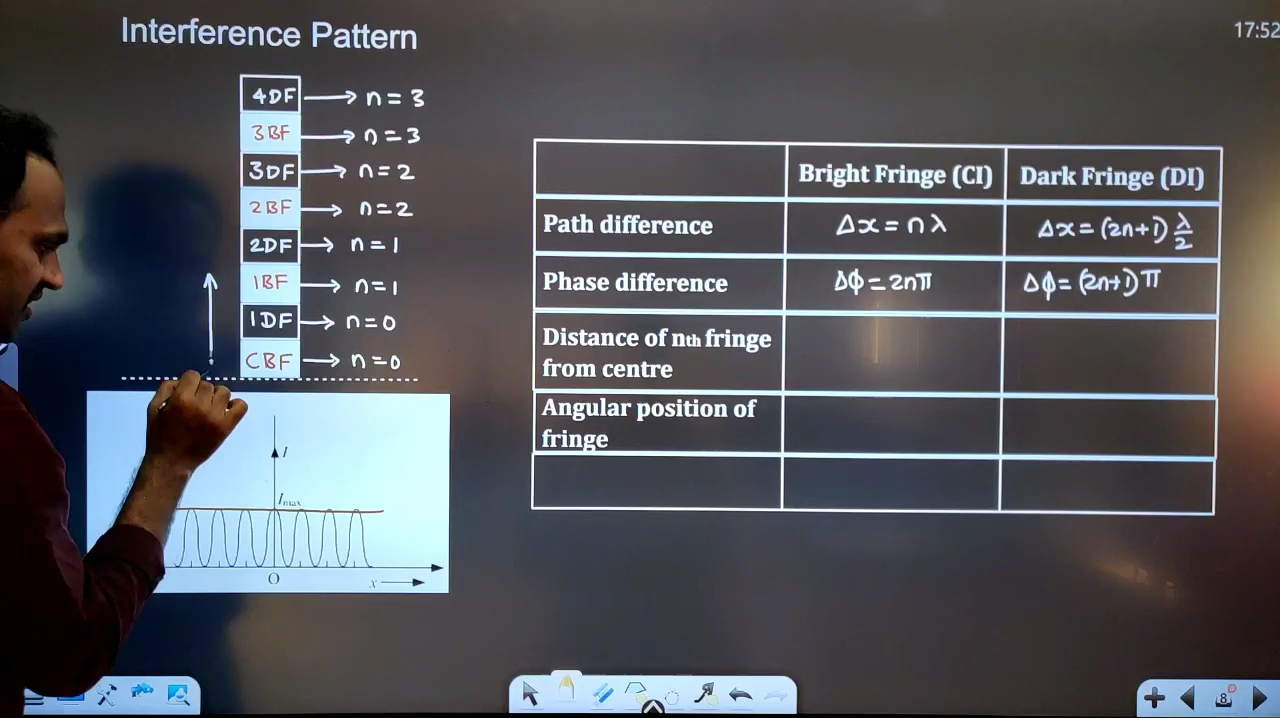 Interference Pattern
17:52
4DF → n = 3
3BF → n = 3
3DF → n = 2
2BF → n = 2
2DF → n = 1
1BF → n = 1
1DF → n = 0
CBF → n = 0
I
Imax
O
x
Bright Fringe (CI) Dark Fringe (DI)
Path difference Δx = nλ Δx = (2n+1) λ/2
Phase difference Δϕ = 2nπ Δϕ = (2n+1) π
Distance of nth fringe
from centre
Angular position of
fringe
8